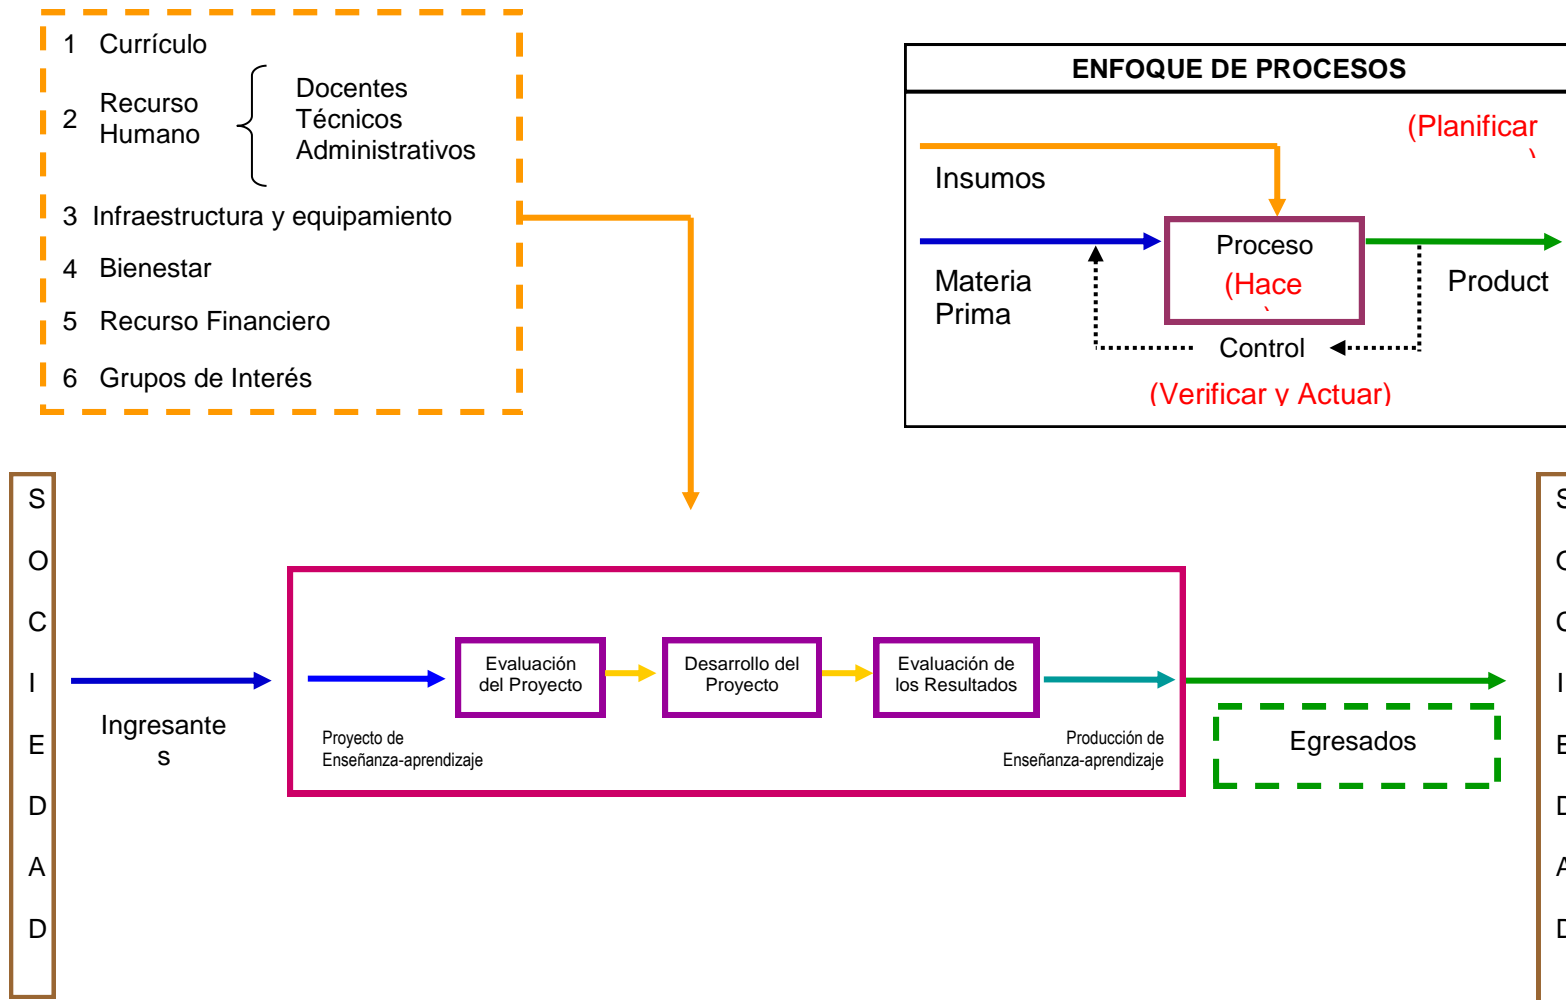 1 Currículo
2 Recurso Humano
Docentes
Técnicos
Administrativos
3 Infraestructura y equipamiento
4 Bienestar
5 Recurso Financiero
6 Grupos de Interés
ENFOQUE DE PROCESOS
(Planificar
)
Insumos
Materia
Prima
Proceso
(Hace
)
Product
Control
(Verificar y Actuar)
S
O
C
I
E
D
A
D
Ingresante
s
Proyecto de
Enseñanza-aprendizaje
Evaluación
del Proyecto
Desarrollo del
Proyecto
Evaluación de
los Resultados
Producción de
Enseñanza-aprendizaje
Egresados
S
O
C
I
E
D
A
D